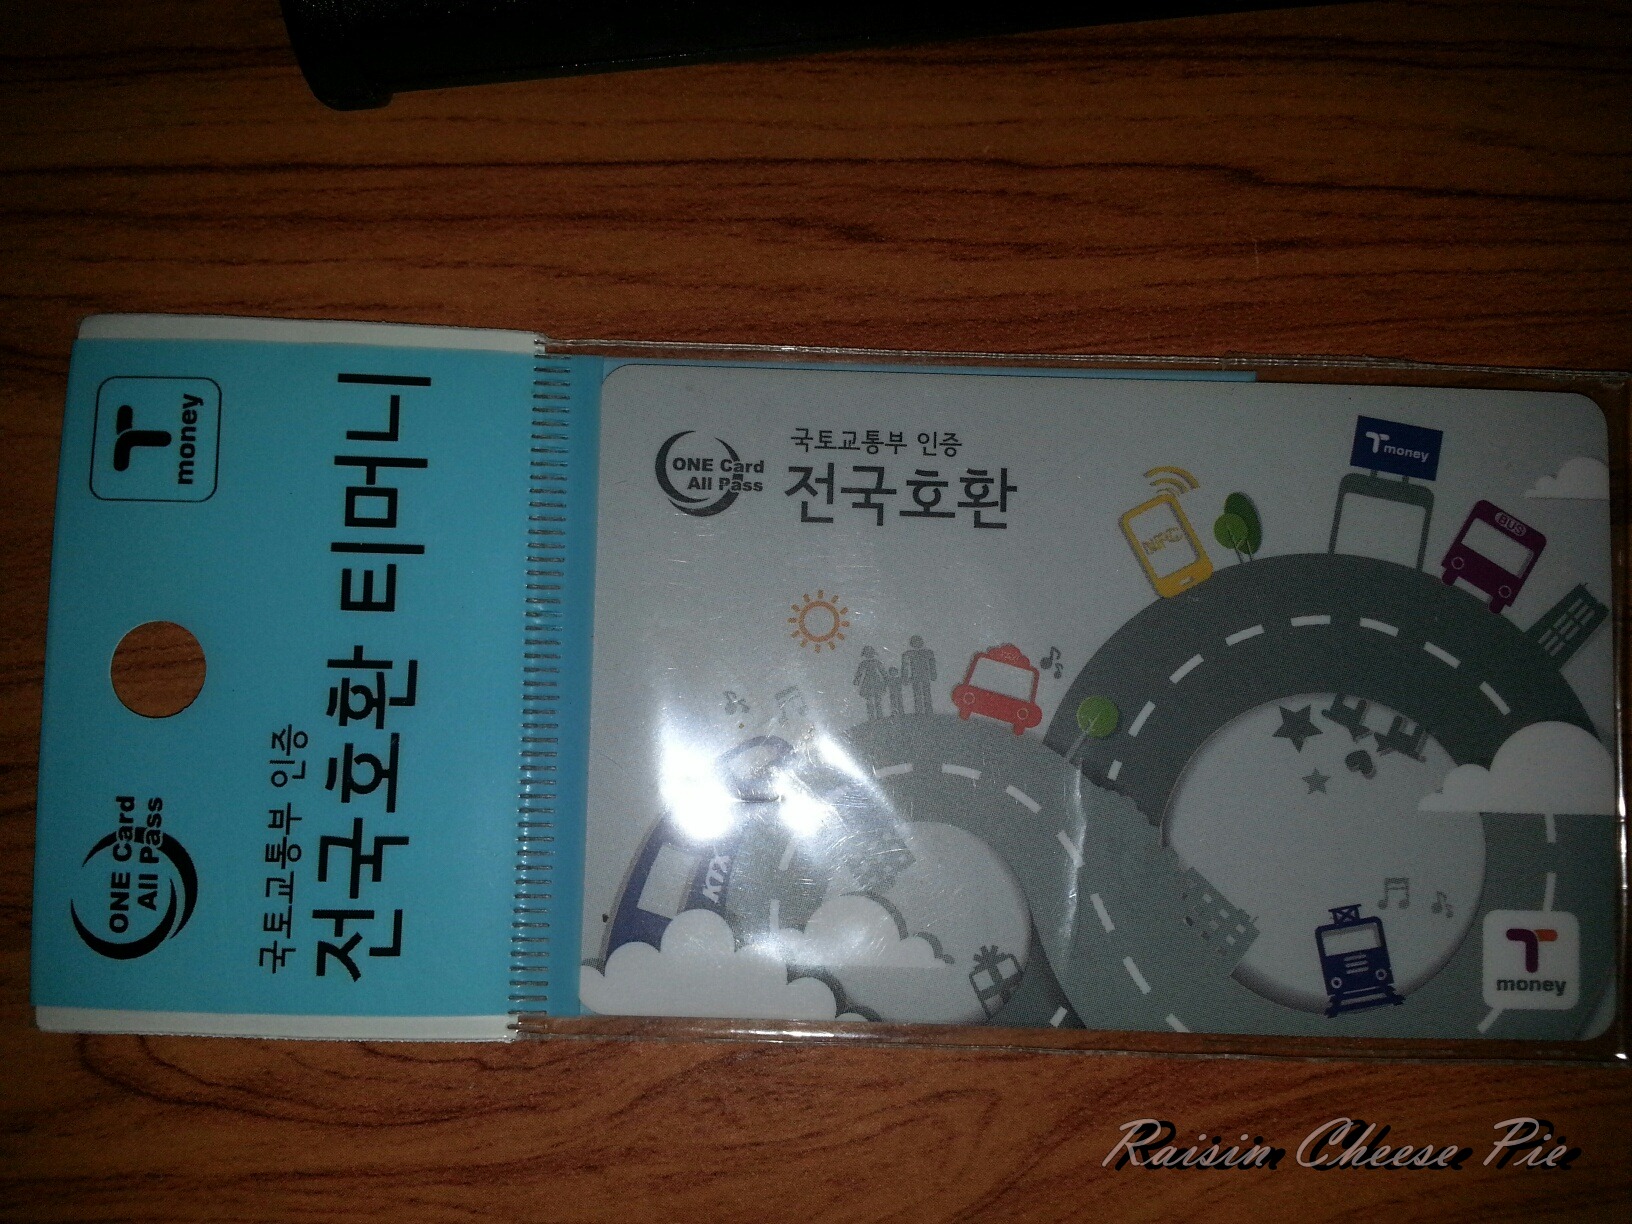 T
money
ONE Card
All Pass
국토교통부 인증
전국호환 티머니
ONE Card
All Pass
국토교통부 인증
전국호환
NFC
T money
BUS
KTX
T
money
Raisin Cheese Pie